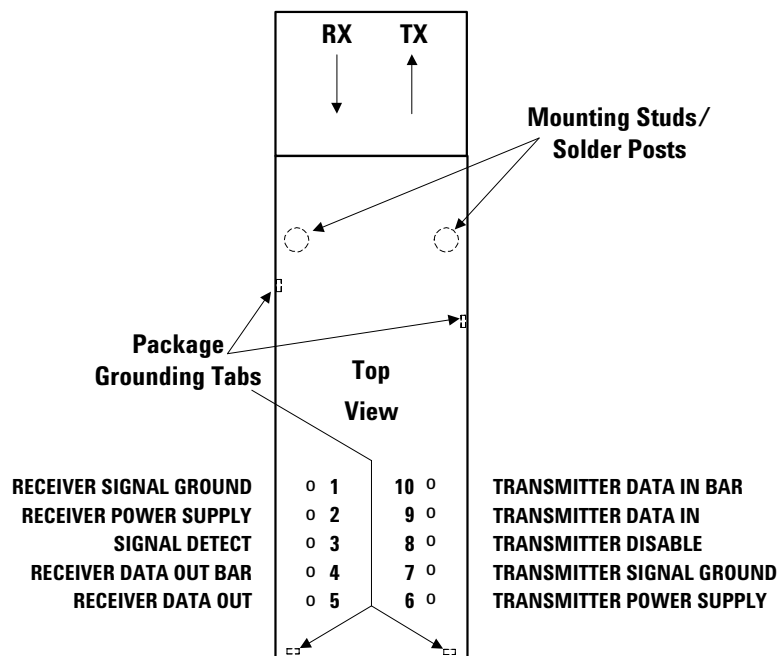 RX TX
Mounting Studs/
Solder Posts
Package
Grounding Tabs
Top
View
RECEIVER SIGNAL GROUND o 1 10 o TRANSMITTER DATA IN BAR
RECEIVER POWER SUPPLY o 2 9 o TRANSMITTER DATA IN
SIGNAL DETECT o 3 8 o TRANSMITTER DISABLE
RECEIVER DATA OUT BAR o 4 7 o TRANSMITTER SIGNAL GROUND
RECEIVER DATA OUT o 5 6 o TRANSMITTER POWER SUPPLY